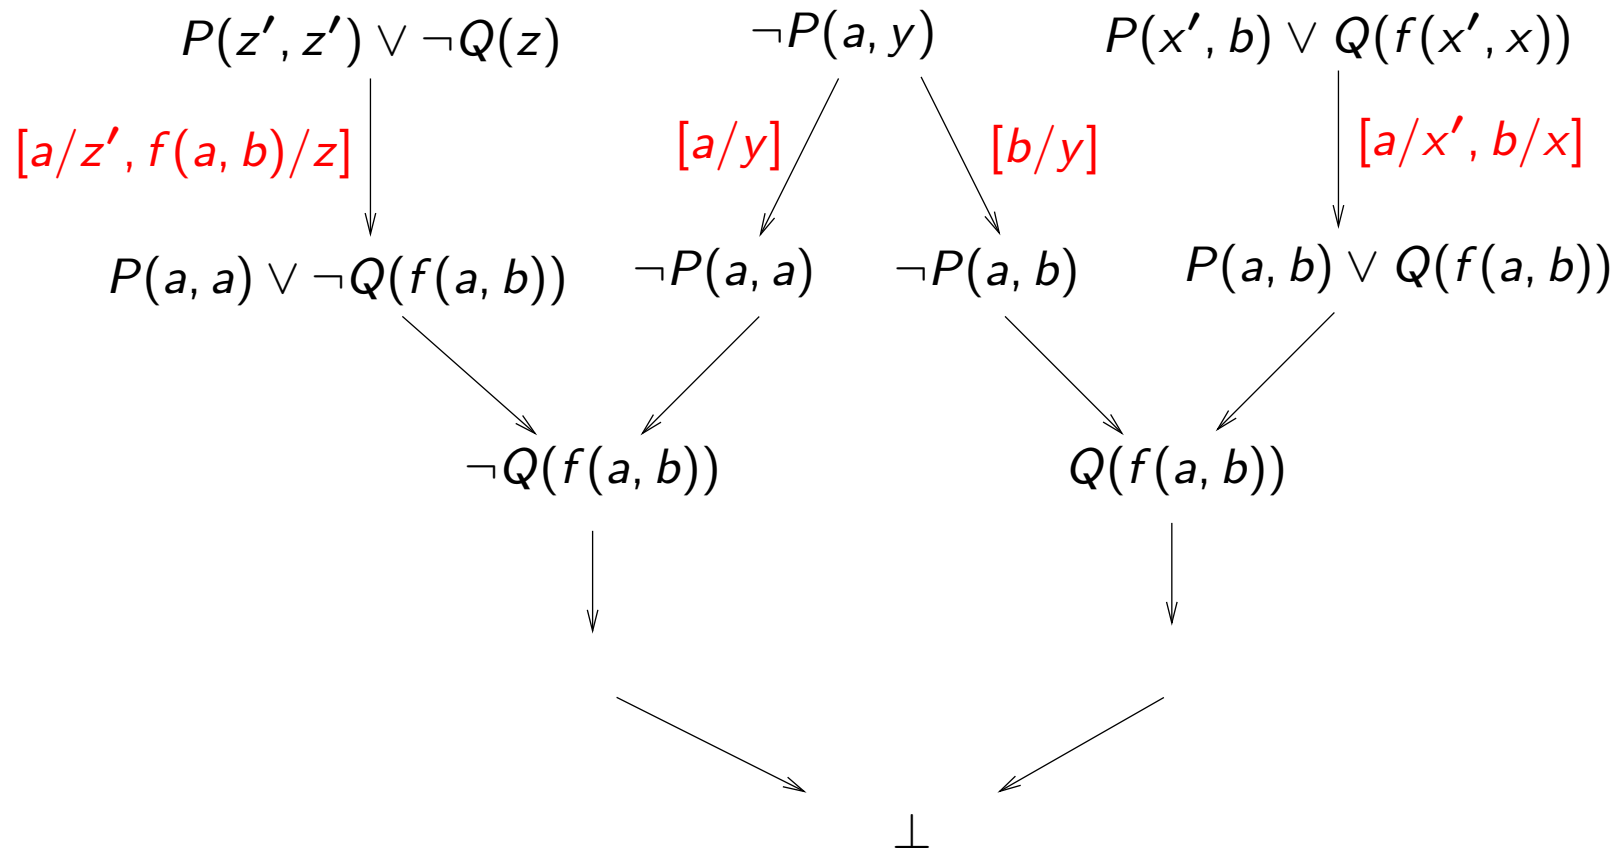 P(z′, z′) ∨ ¬Q(z) ¬P(a, y) P(x′, b) ∨ Q(f(x′, x))
[a/z′, f(a, b)/z] [a/y] [b/y] [a/x′, b/x]
P(a, a) ∨ ¬Q(f(a, b)) ¬P(a, a) ¬P(a, b) P(a, b) ∨ Q(f(a, b))
¬Q(f(a, b)) Q(f(a, b))
⊥